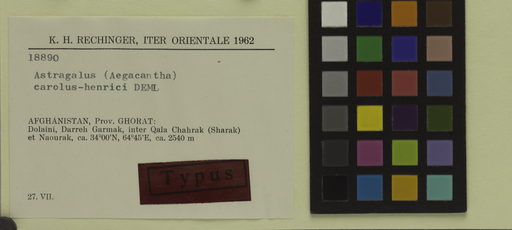 K. H. RECHINGER, ITER ORIENTALE 1962
18890
Astragalus (Aegacantha)
carolus-henrici DEML
AFGHANISTAN, Prov. GHORAT:
Dolaini, Darreh Garmak, inter Qala Chahrak (Sharak)
et Naourak, ca. 34°00'N, 64°45'E, ca. 2540 m
Typus
27. VII.